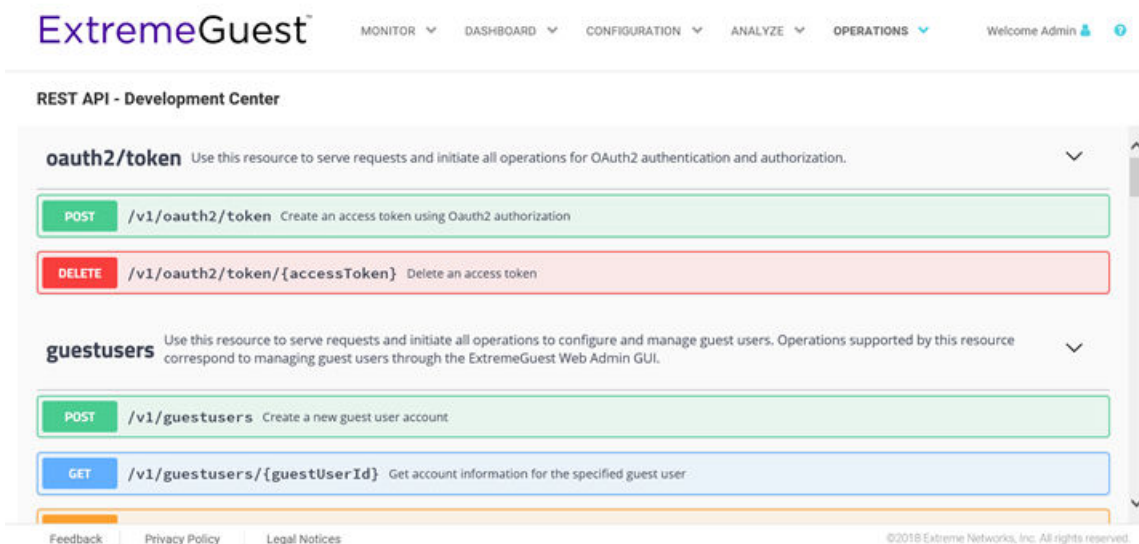 ExtremeGuest™ MONITOR DASHBOARD CONFIGURATION ANALYZE OPERATIONS Welcome Admin
REST API - Development Center
oauth2/token Use this resource to serve requests and initiate all operations for OAuth2 authentication and authorization.
POST /v1/oauth2/token Create an access token using Oauth2 authorization
DELETE /v1/oauth2/token/{accessToken} Delete an access token
guestusers Use this resource to serve requests and initiate all operations to configure and manage guest users. Operations supported by this resource
correspond to managing guest users through the ExtremeGuest Web Admin GUI.
POST /v1/guestusers Create a new guest user account
GET /v1/guestusers/{guestUserId} Get account information for the specified guest user
Feedback Privacy Policy Legal Notices ©2018 Extreme Networks, Inc. All rights reserved.